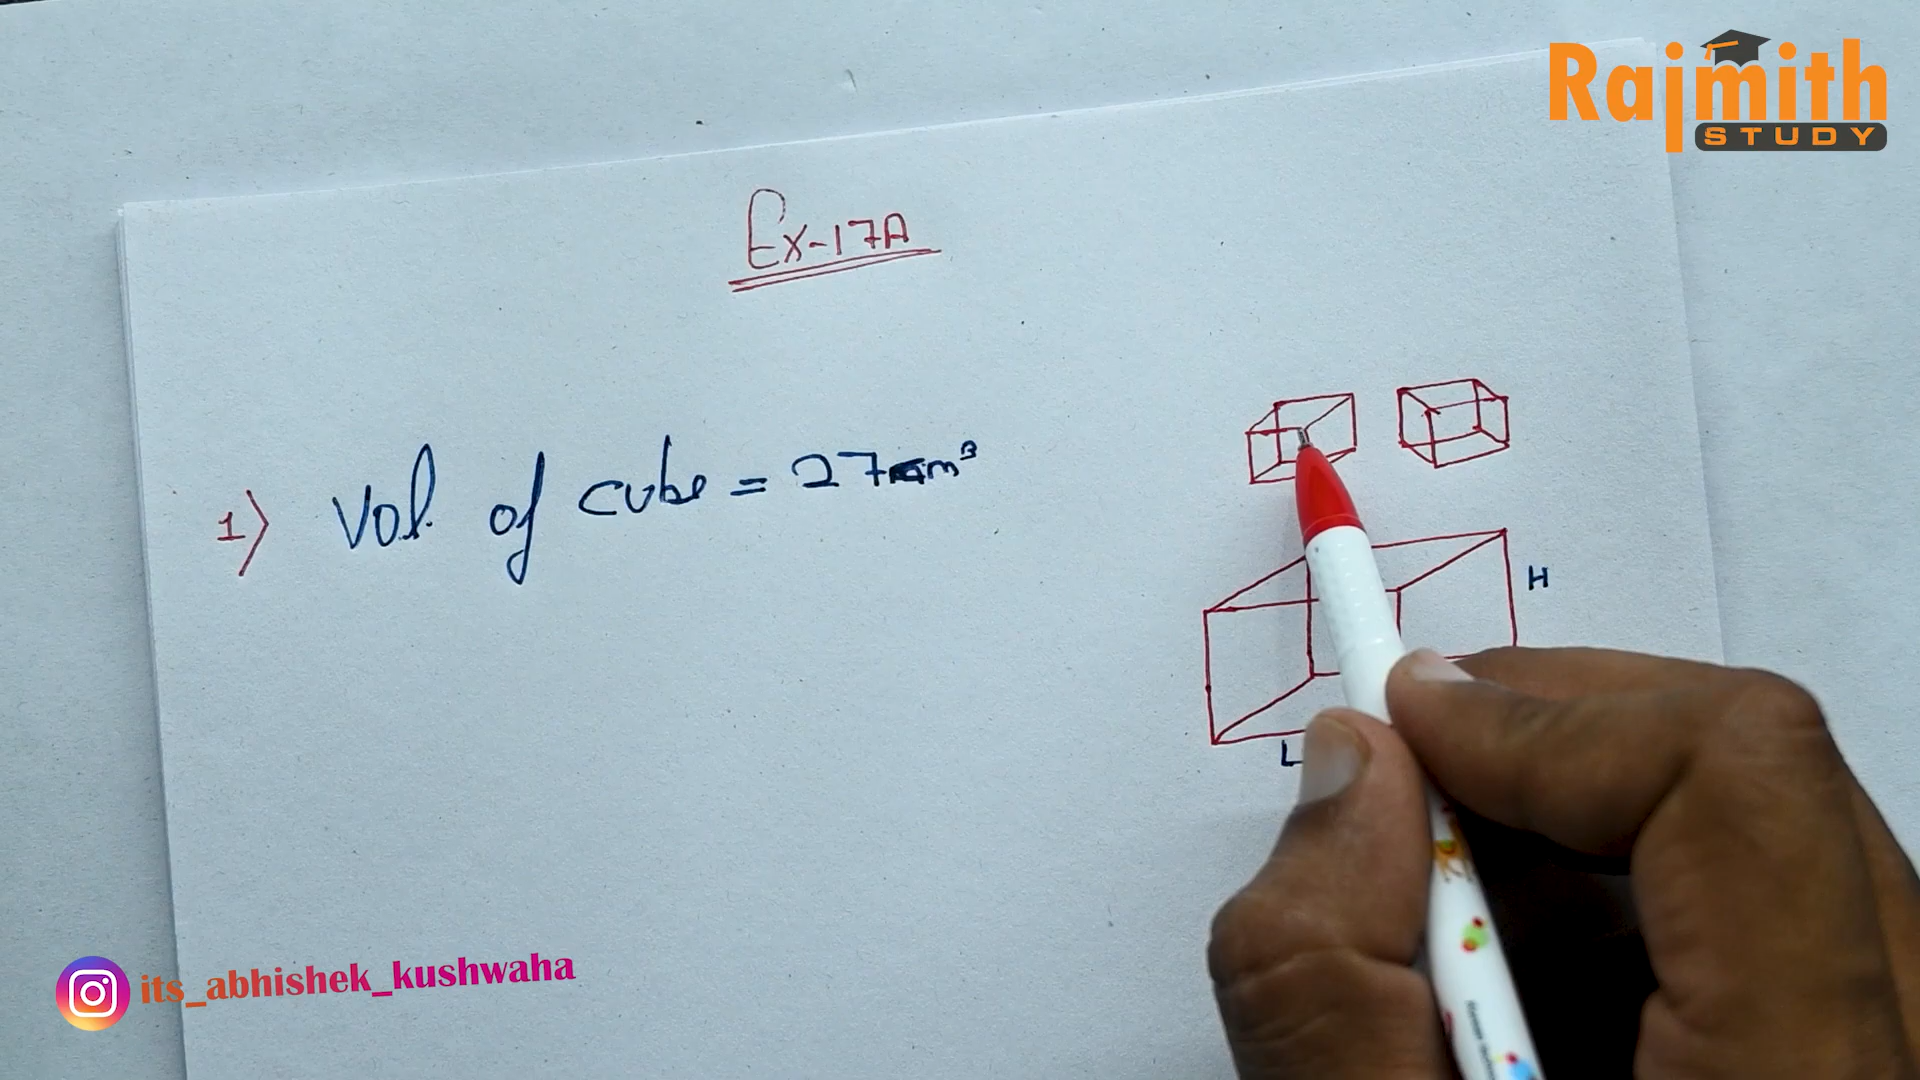 Rajmith
STUDY
Ex-17A
1) Vol. of cube = 27 m³
H
L
its_abhishek_kushwaha